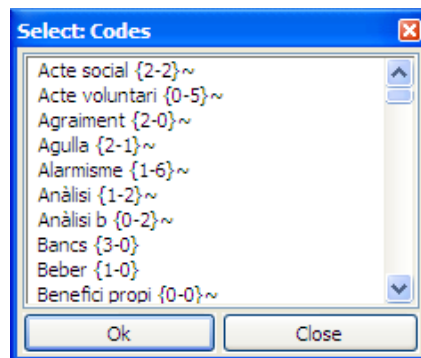 Select: Codes
Acte social {2-2}~
Acte voluntari {0-5}~
Agraiment {2-0}~
Agulla {2-1}~
Alarmisme {1-6}~
Anàlisi {1-2}~
Anàlisi b {0-2}~
Bancs {3-0}
Beber {1-0}
Benefici propi {0-0}~
Ok
Close